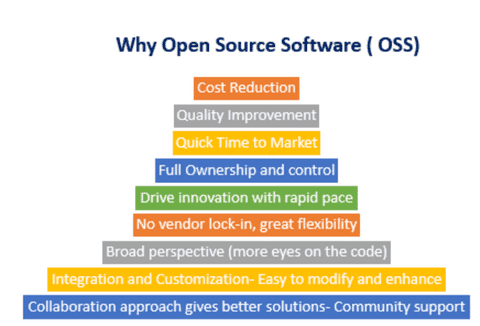 Why Open Source Software ( OSS)
Cost Reduction
Quality Improvement
Quick Time to Market
Full Ownership and control
Drive innovation with rapid pace
No vendor lock-in, great flexibility
Broad perspective (more eyes on the code)
Integration and Customization- Easy to modify and enhance
Collaboration approach gives better solutions- Community support